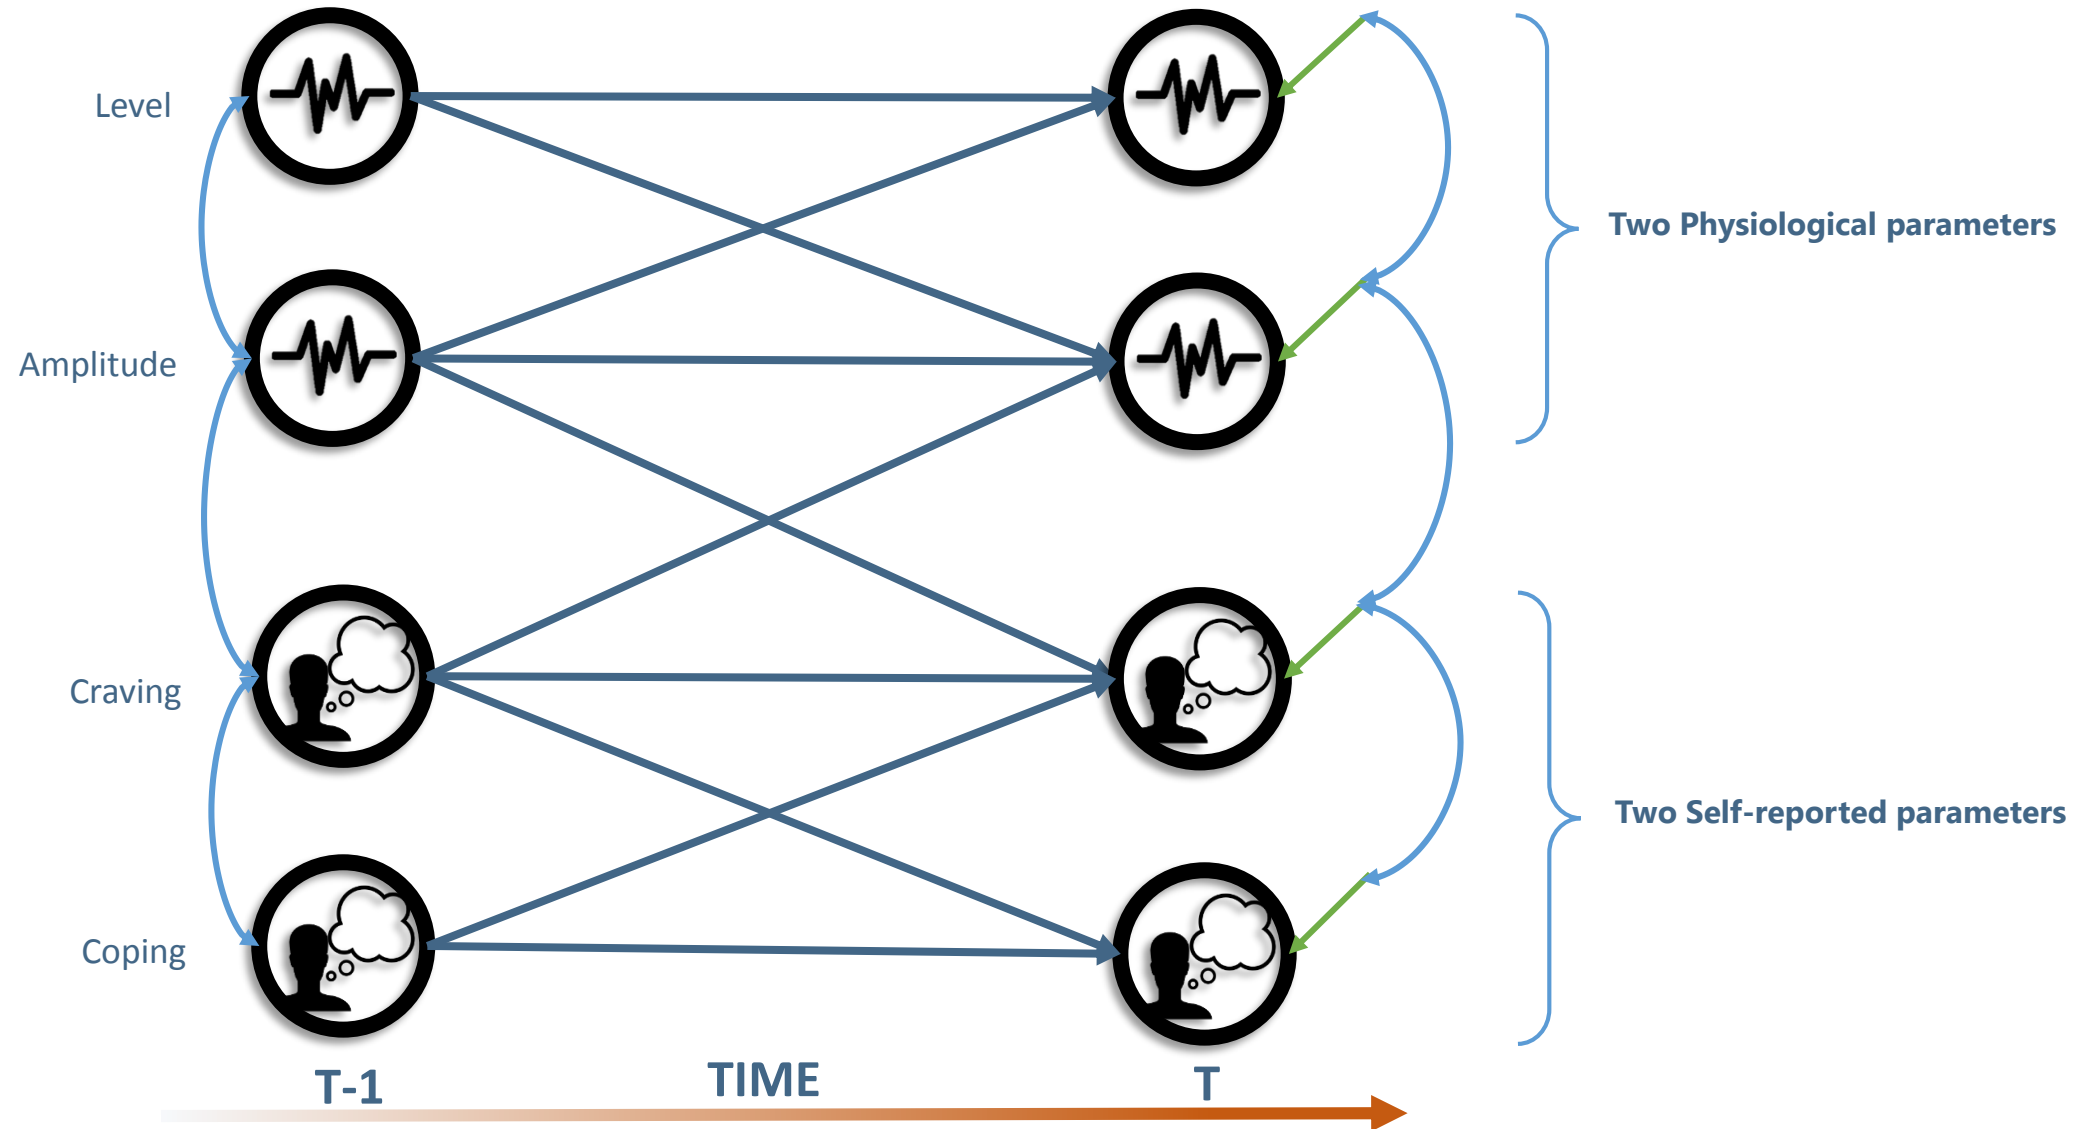 Level
Two Physiological parameters
Amplitude
Craving
Two Self-reported parameters
Coping
T-1
TIME
T